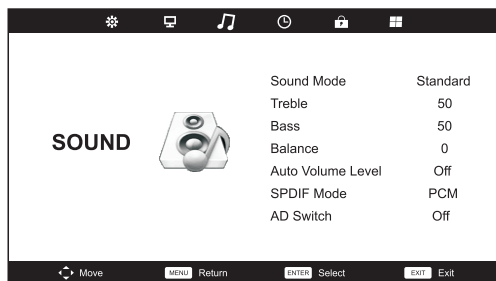 SOUND
Sound Mode Standard
Treble 50
Bass 50
Balance 0
Auto Volume Level Off
SPDIF Mode PCM
AD Switch Off
Move MENU Return ENTER Select EXIT Exit